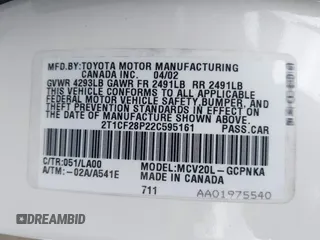 MFD.BY:TOYOTA MOTOR MANUFACTURING
CANADA INC. 04/02
GVWR 4293LB GAWR FR 2491LB RR 2491LB
THIS VEHICLE CONFORMS TO ALL APPLICABLE
FEDERAL MOTOR VEHICLE SAFETY, BUMPER, AND
THEFT PREVENTION STANDARDS IN EFFECT ON
THE DATE OF MANUFACTURE SHOWN ABOVE.
2T1CF28P22C595161 PASS.CAR
C/TR:051/LA00 MODEL:MCV20L-GCPNKA
A/TM:-02A/A541E
MADE IN CANADA
711 AA01975540
AUTOBIDMASTER